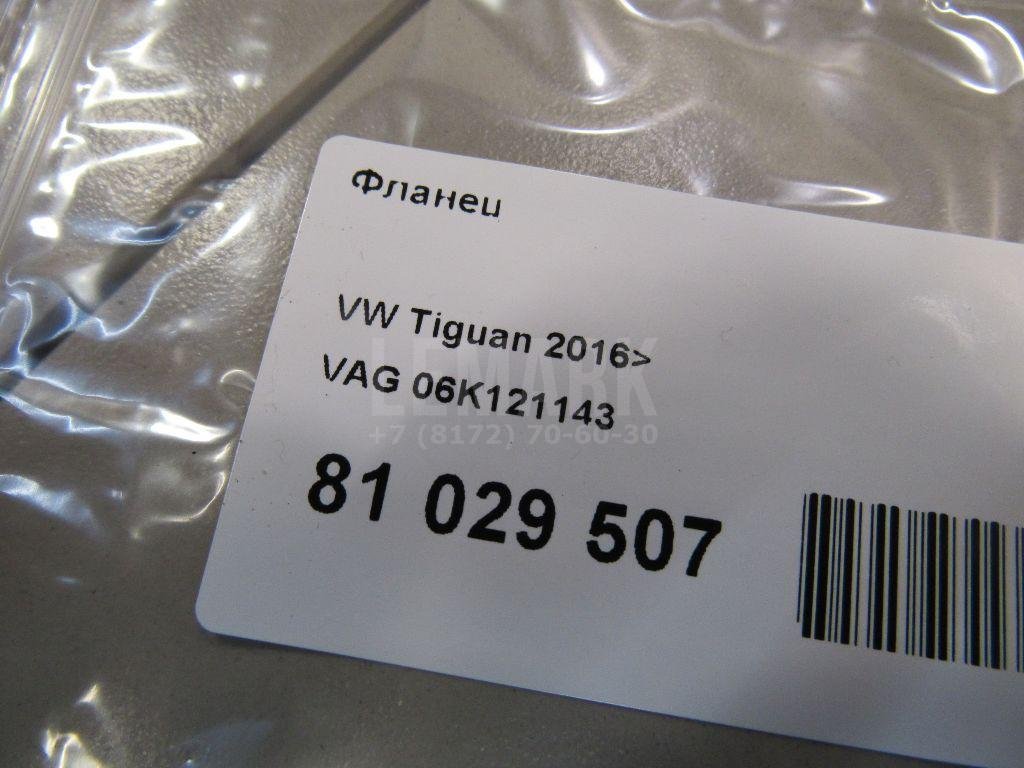 Фланец
VW Tiguan 2016>
VAG 06K121143
LEMARK
+7 (8172) 70-60-30
81 029 507